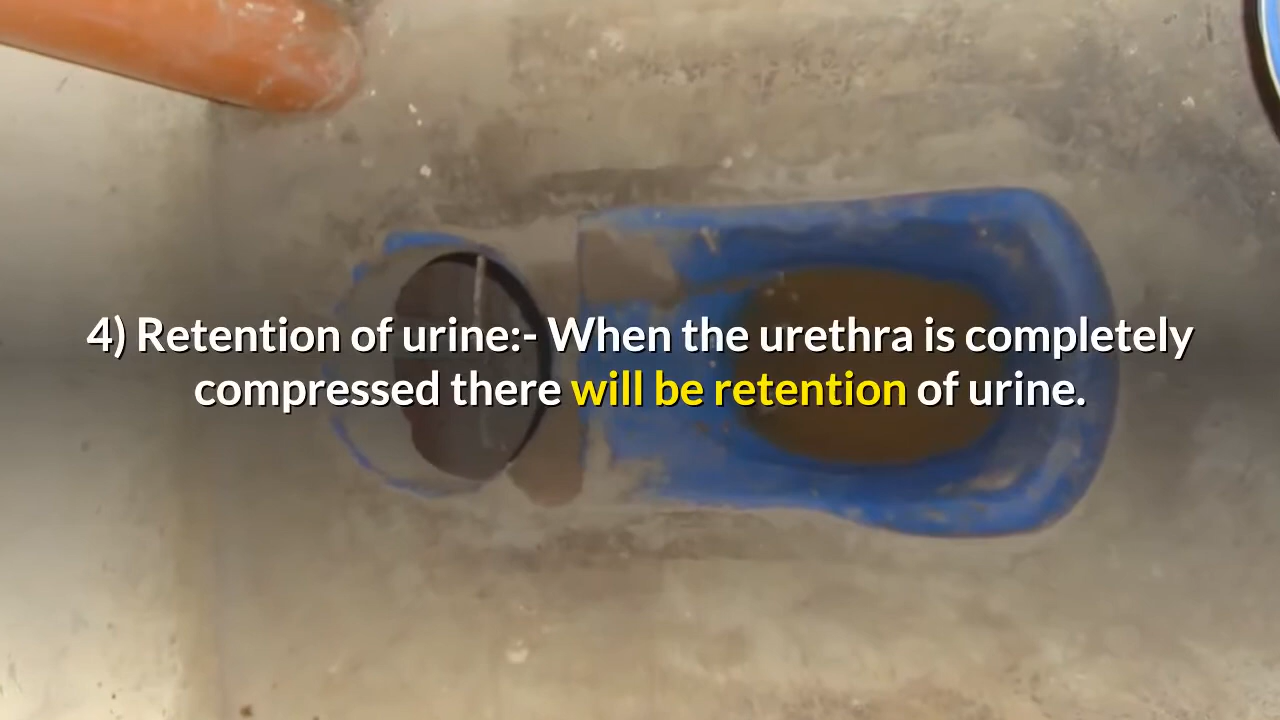 4) Retention of urine:- When the urethra is completely
compressed there will be retention of urine.